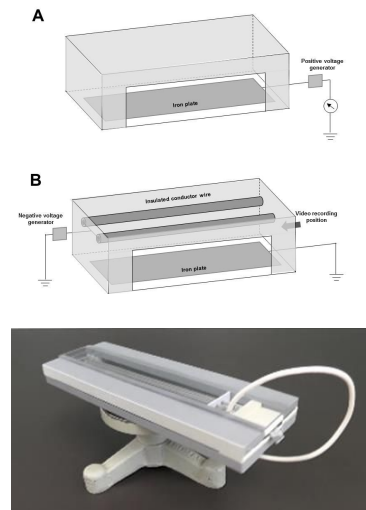 A
Positive voltage
generator
Iron plate
B
Insulated conductor wire
Negative voltage
generator
Video recording
position
Iron plate